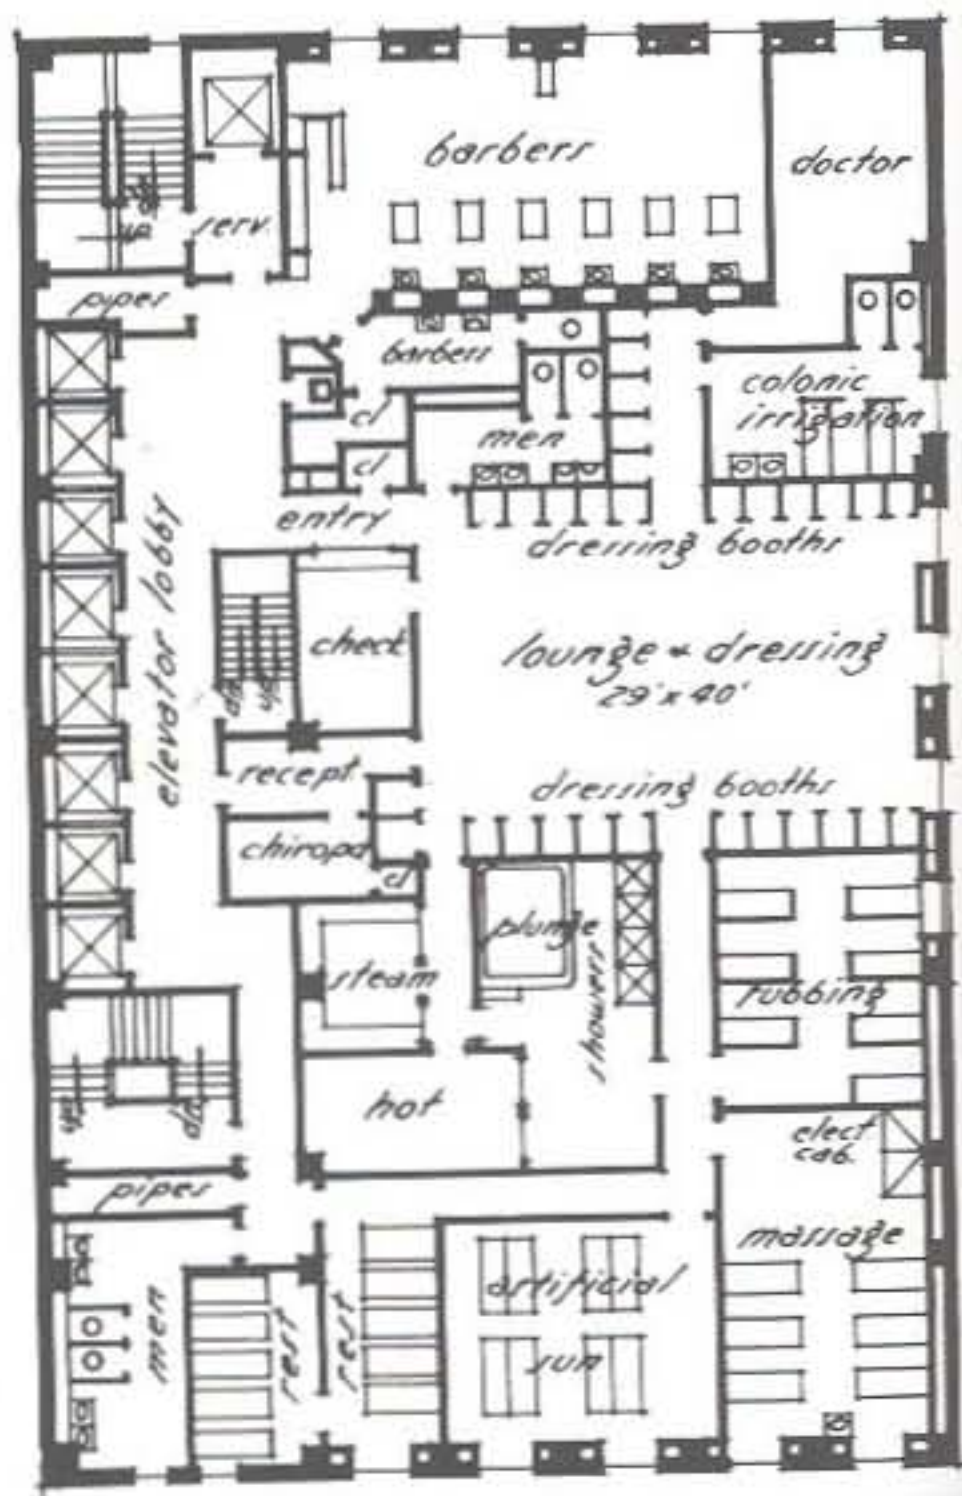 barbers
doctor
dn
up
serv.
pipes
barbers
cl
colonic
irrigation
men
cl
entry
dressing booths
elevator lobby
check
lounge & dressing
29' x 40'
dn
up
recept.
dressing booths
chiropd
cl
plunge
steam
showers
rubbing
hot
up
dn
elect
cab.
pipes
massage
artificial
sun
men
rest
rest